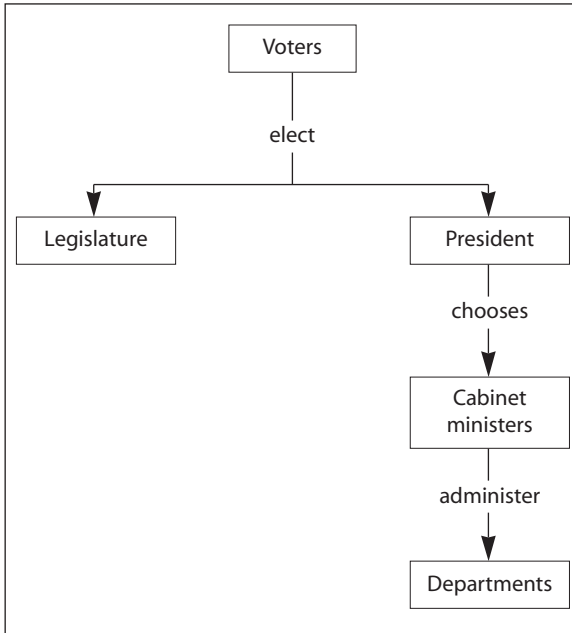 Voters
elect
Legislature
President
chooses
Cabinet
ministers
administer
Departments